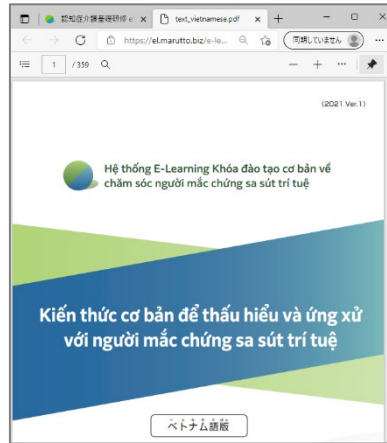 認知症介護基礎研修 e
text_vietnamese.pdf
https://el.marutto.biz/e-le...
同期していません
1 / 359
(2021 Ver.1)
Hệ thống E-Learning Khóa đào tạo cơ bản về
chăm sóc người mắc chứng sa sút trí tuệ
Kiến thức cơ bản để thấu hiểu và ứng xử
với người mắc chứng sa sút trí tuệ
ベトナム語版